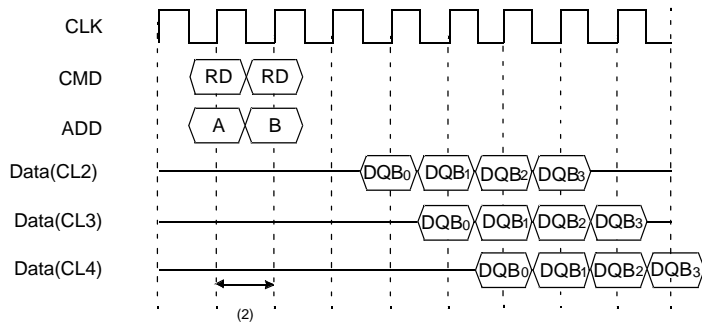 CLK
CMD RD RD
ADD A B
Data(CL2) DQB0 DQB1 DQB2 DQB3
Data(CL3) DQB0 DQB1 DQB2 DQB3
Data(CL4) DQB0 DQB1 DQB2 DQB3
(2)